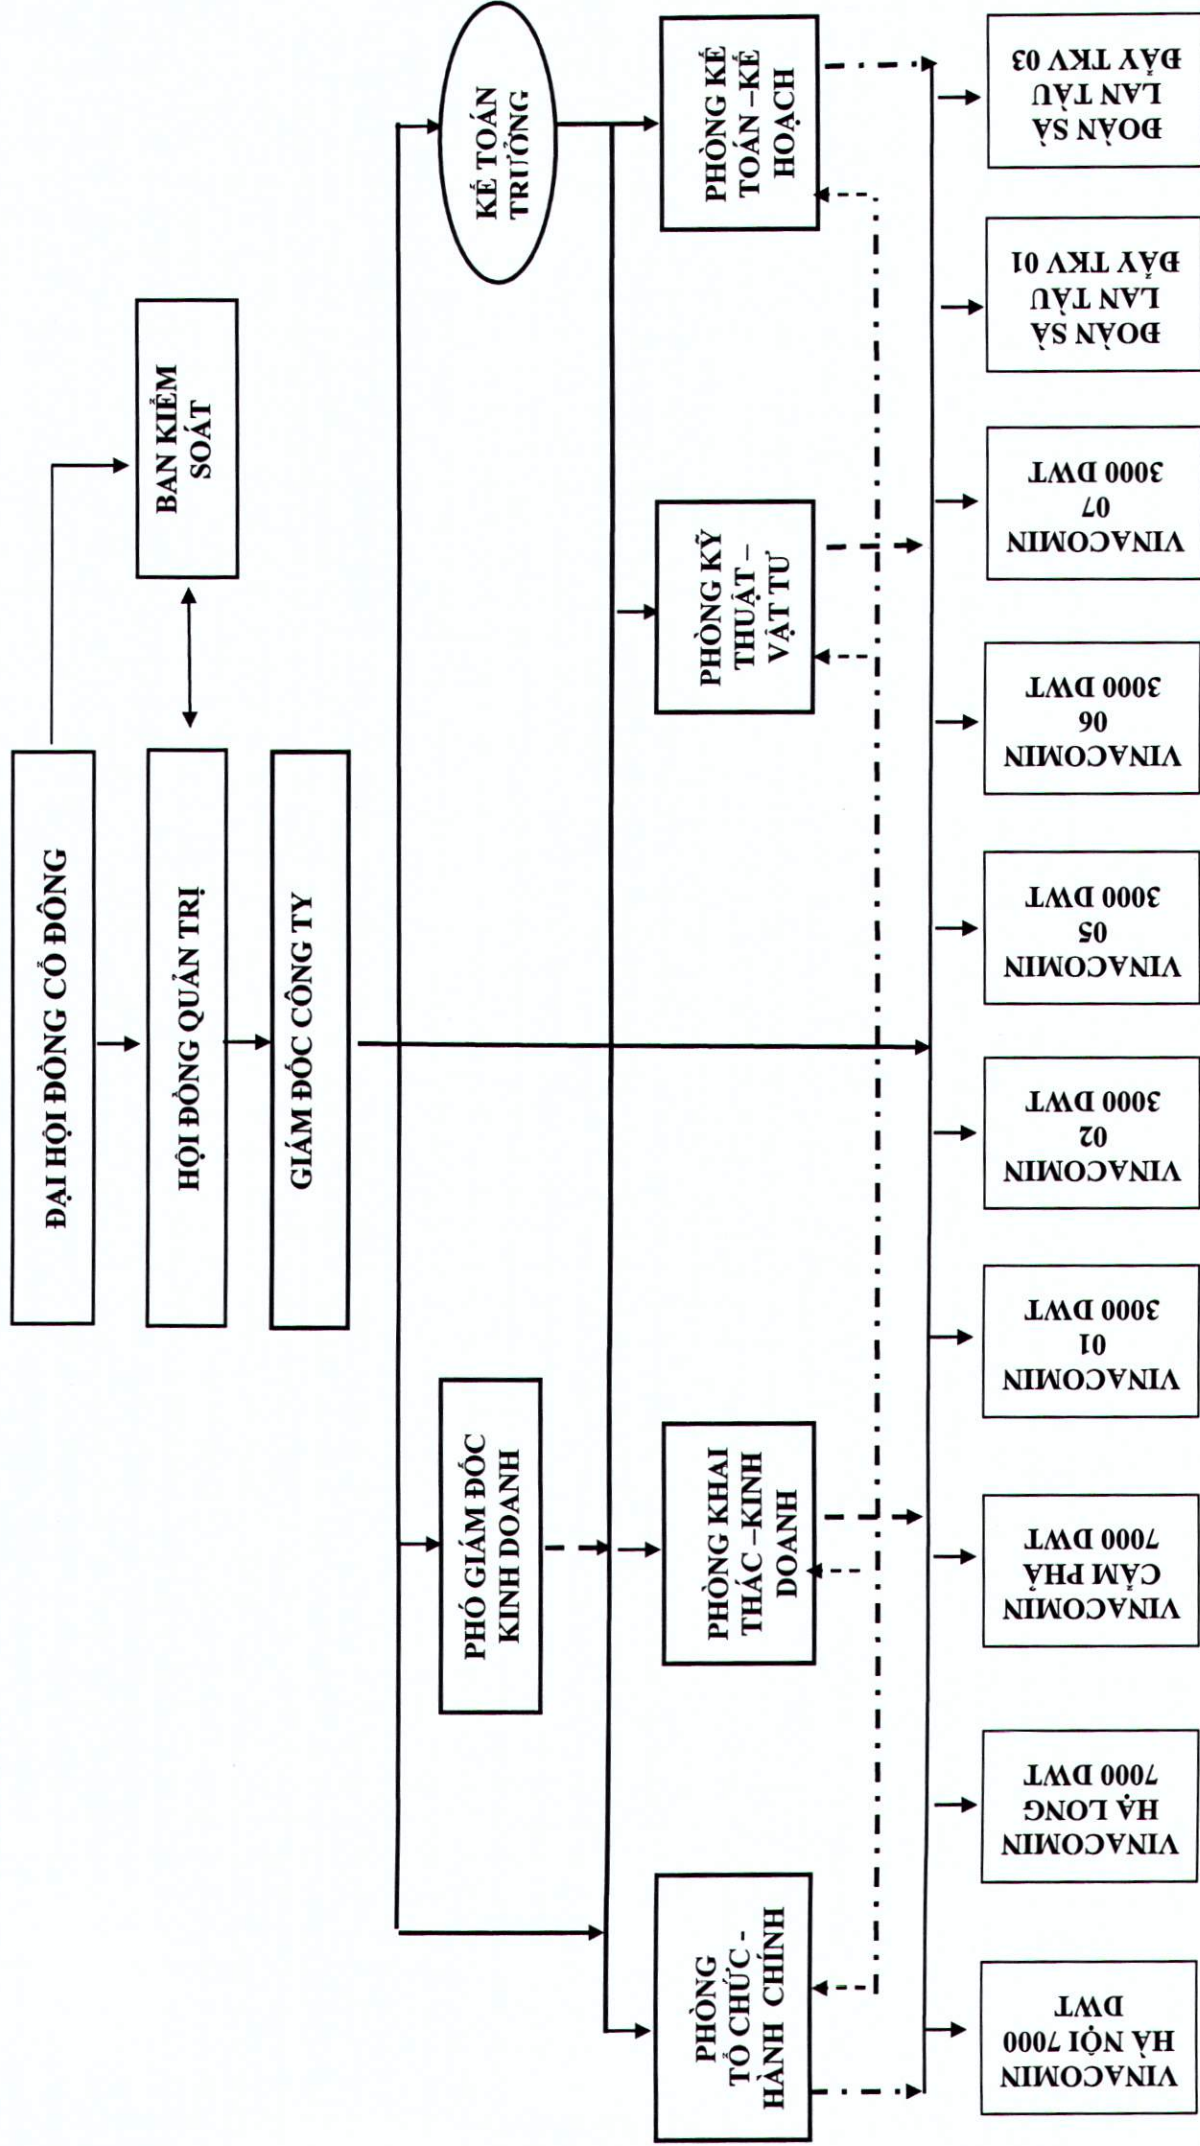 ĐẠI HỘI ĐỒNG CỔ ĐÔNG
BAN KIỂM
SOÁT
HỘI ĐỒNG QUẢN TRỊ
GIÁM ĐỐC CÔNG TY
PHÓ GIÁM ĐỐC
KINH DOANH
KẾ TOÁN
TRƯỞNG
PHÒNG
TỔ CHỨC -
HÀNH CHÍNH
PHÒNG KHAI
THÁC –KINH
DOANH
PHÒNG KỸ
THUẬT –
VẬT TƯ
PHÒNG KẾ
TOÁN –KẾ
HOẠCH
VINACOMIN
HÀ NỘI 7000
DWT
VINACOMIN
HẠ LONG
7000 DWT
VINACOMIN
CẨM PHẢ
7000 DWT
VINACOMIN
01
3000 DWT
VINACOMIN
02
3000 DWT
VINACOMIN
05
3000 DWT
VINACOMIN
06
3000 DWT
VINACOMIN
07
3000 DWT
ĐOÀN SÀ
LAN TÀU
ĐẨY TKV 01
ĐOÀN SÀ
LAN TÀU
ĐẨY TKV 03